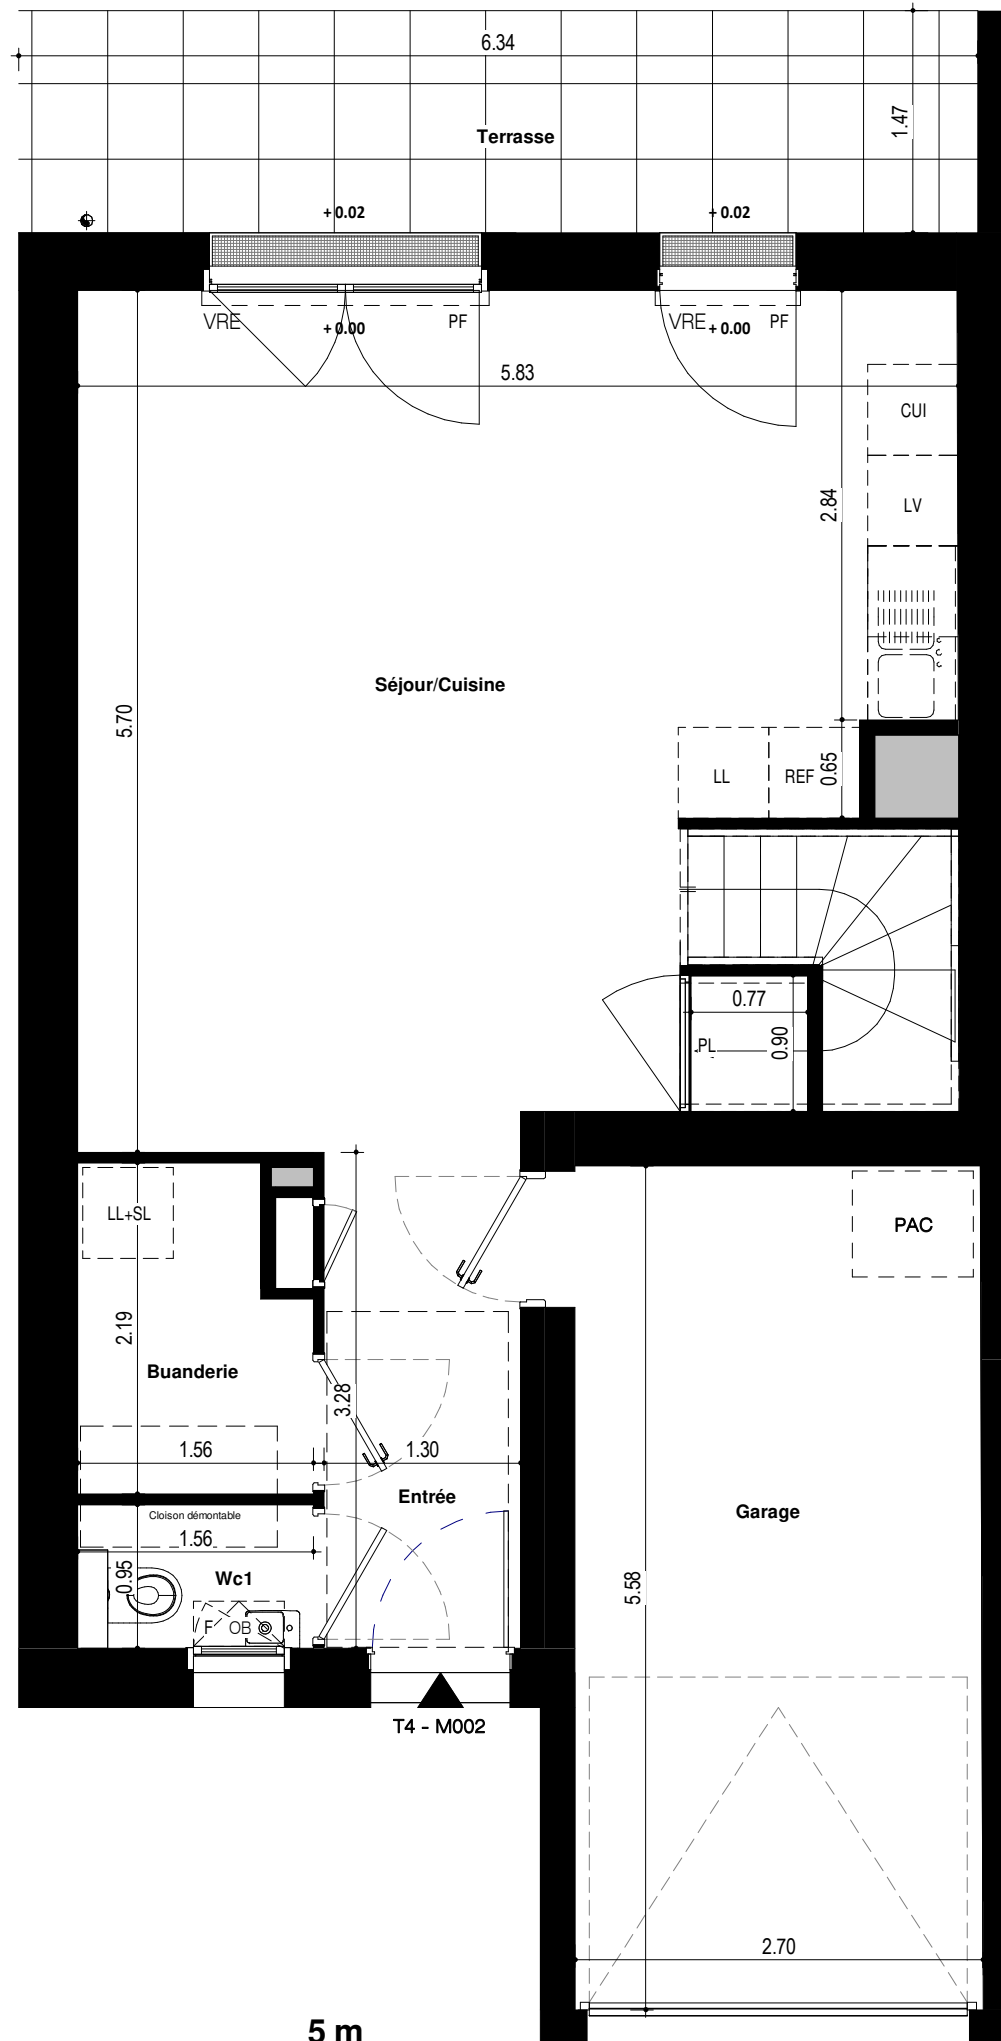 6.34
1.47
Terrasse
+ 0.02
+ 0.02
VRE
+ 0.00
PF
VRE
+ 0.00
PF
5.83
CUI
2.84
LV
Séjour/Cuisine
5.70
LL
REF
0.65
0.77
PL
0.90
LL+SL
PAC
2.19
Buanderie
3.28
1.56
1.30
Entrée
Cloison démontable
1.56
Garage
0.95
Wc1
F
OB
5.58
T4 - M002
2.70
5 m